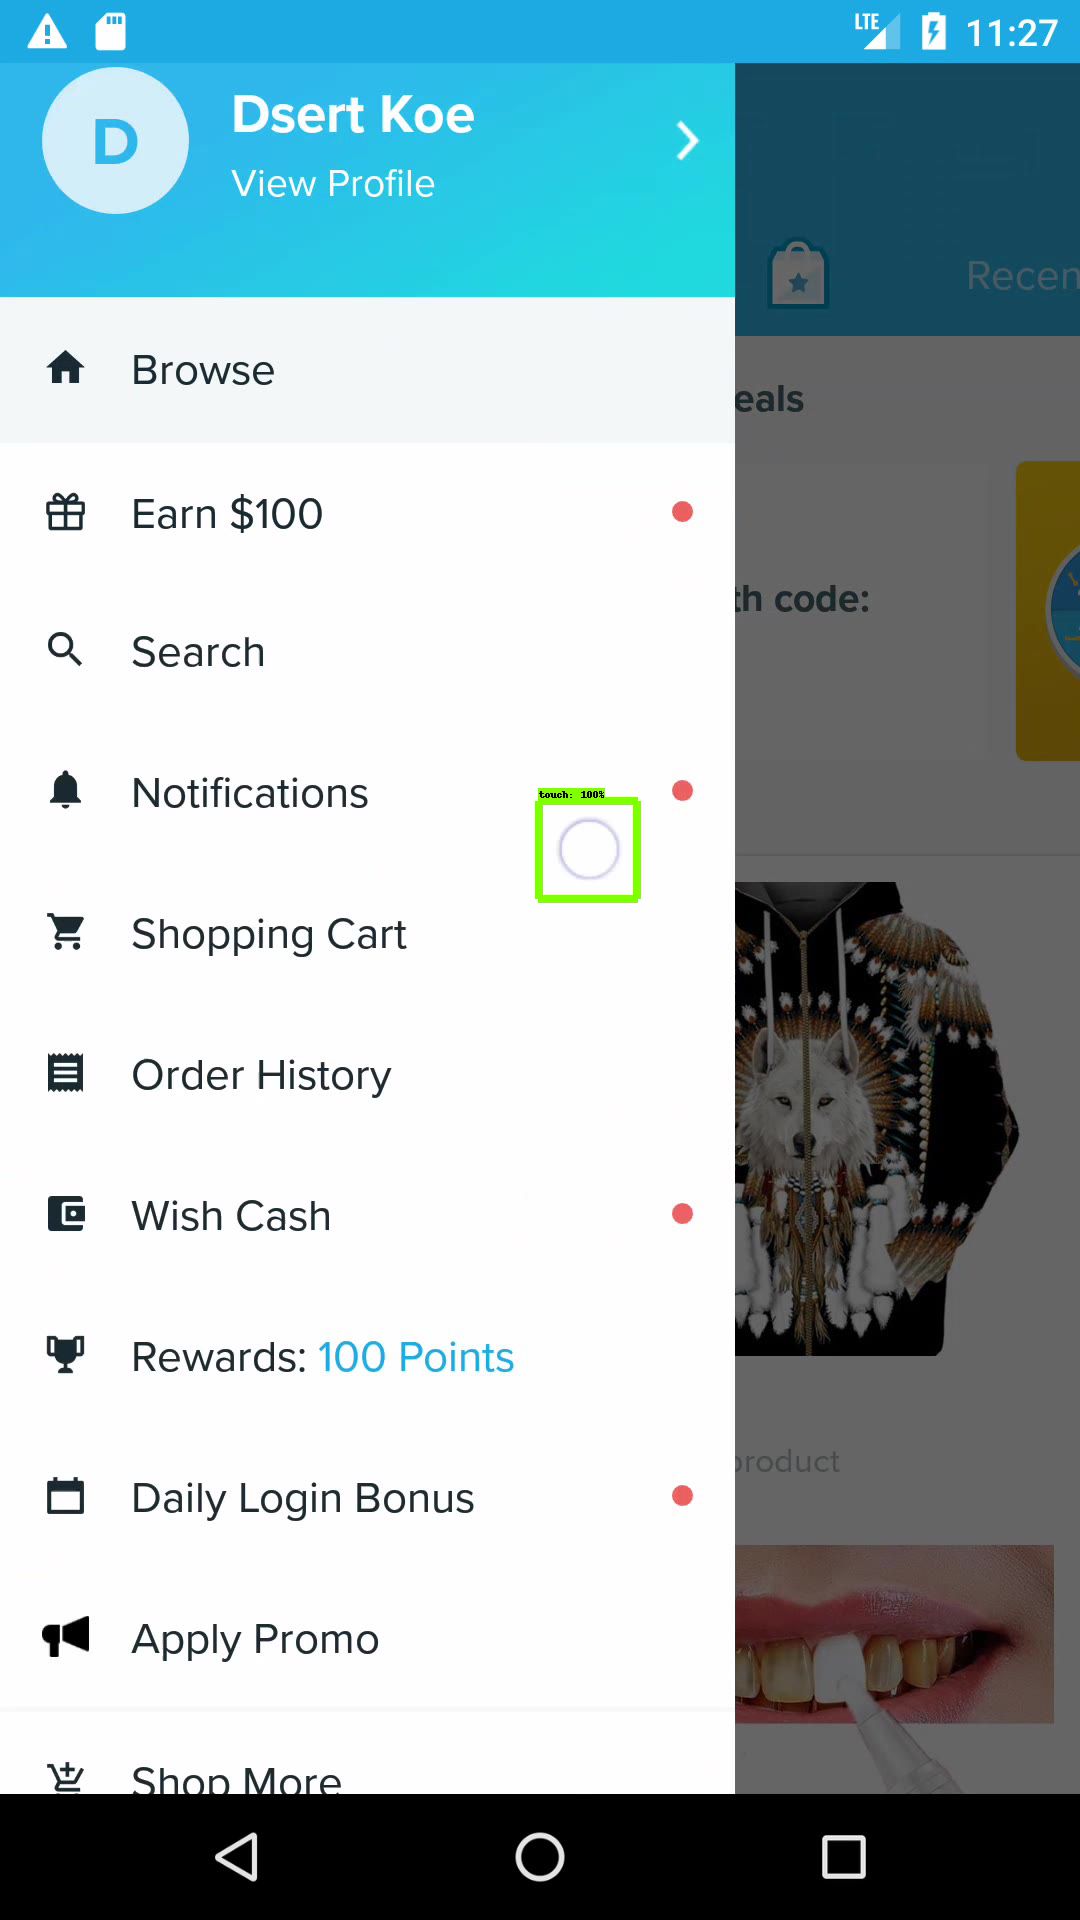 LTE 11:27
D
Dsert Koe
View Profile
Recen
Browse
eals
Earn $100
th code:
Search
Notifications
touch: 100%
Shopping Cart
Order History
Wish Cash
Rewards: 100 Points
product
Daily Login Bonus
Apply Promo
Shop More